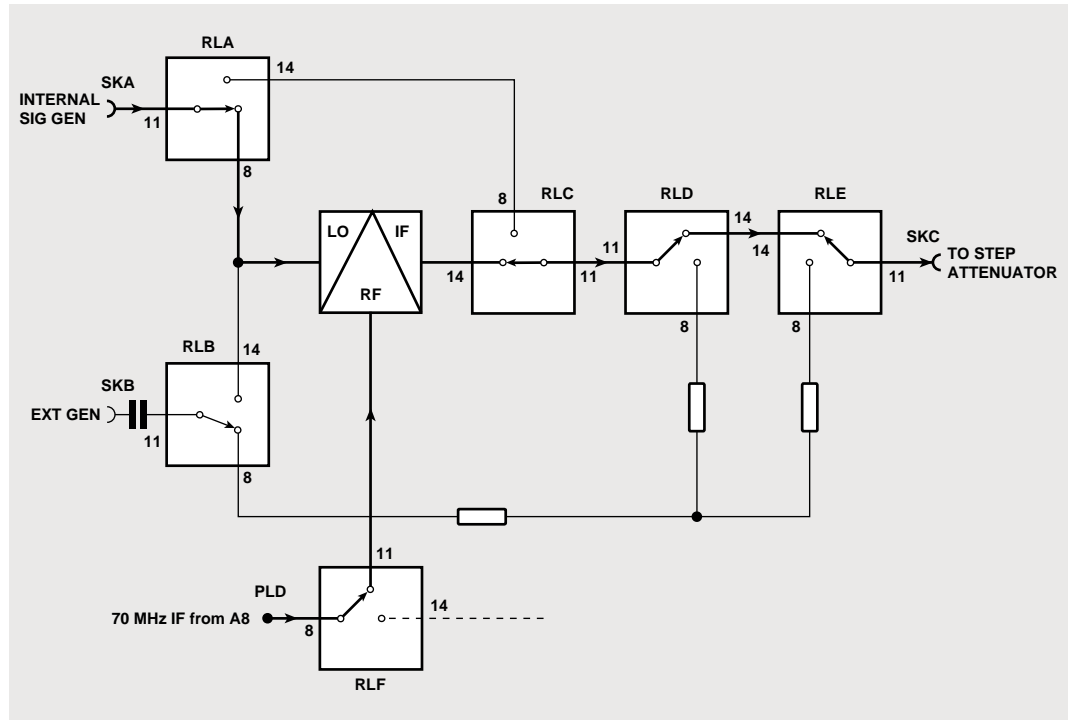 RLA
14
SKA
INTERNAL
SIG GEN
11
8
LO
IF
RF
8
RLC
14
11
RLD
11
14
8
RLE
14
11
8
SKC
TO STEP
ATTENUATOR
RLB
14
SKB
EXT GEN
11
8
11
PLD
14
70 MHz IF from A8
8
RLF